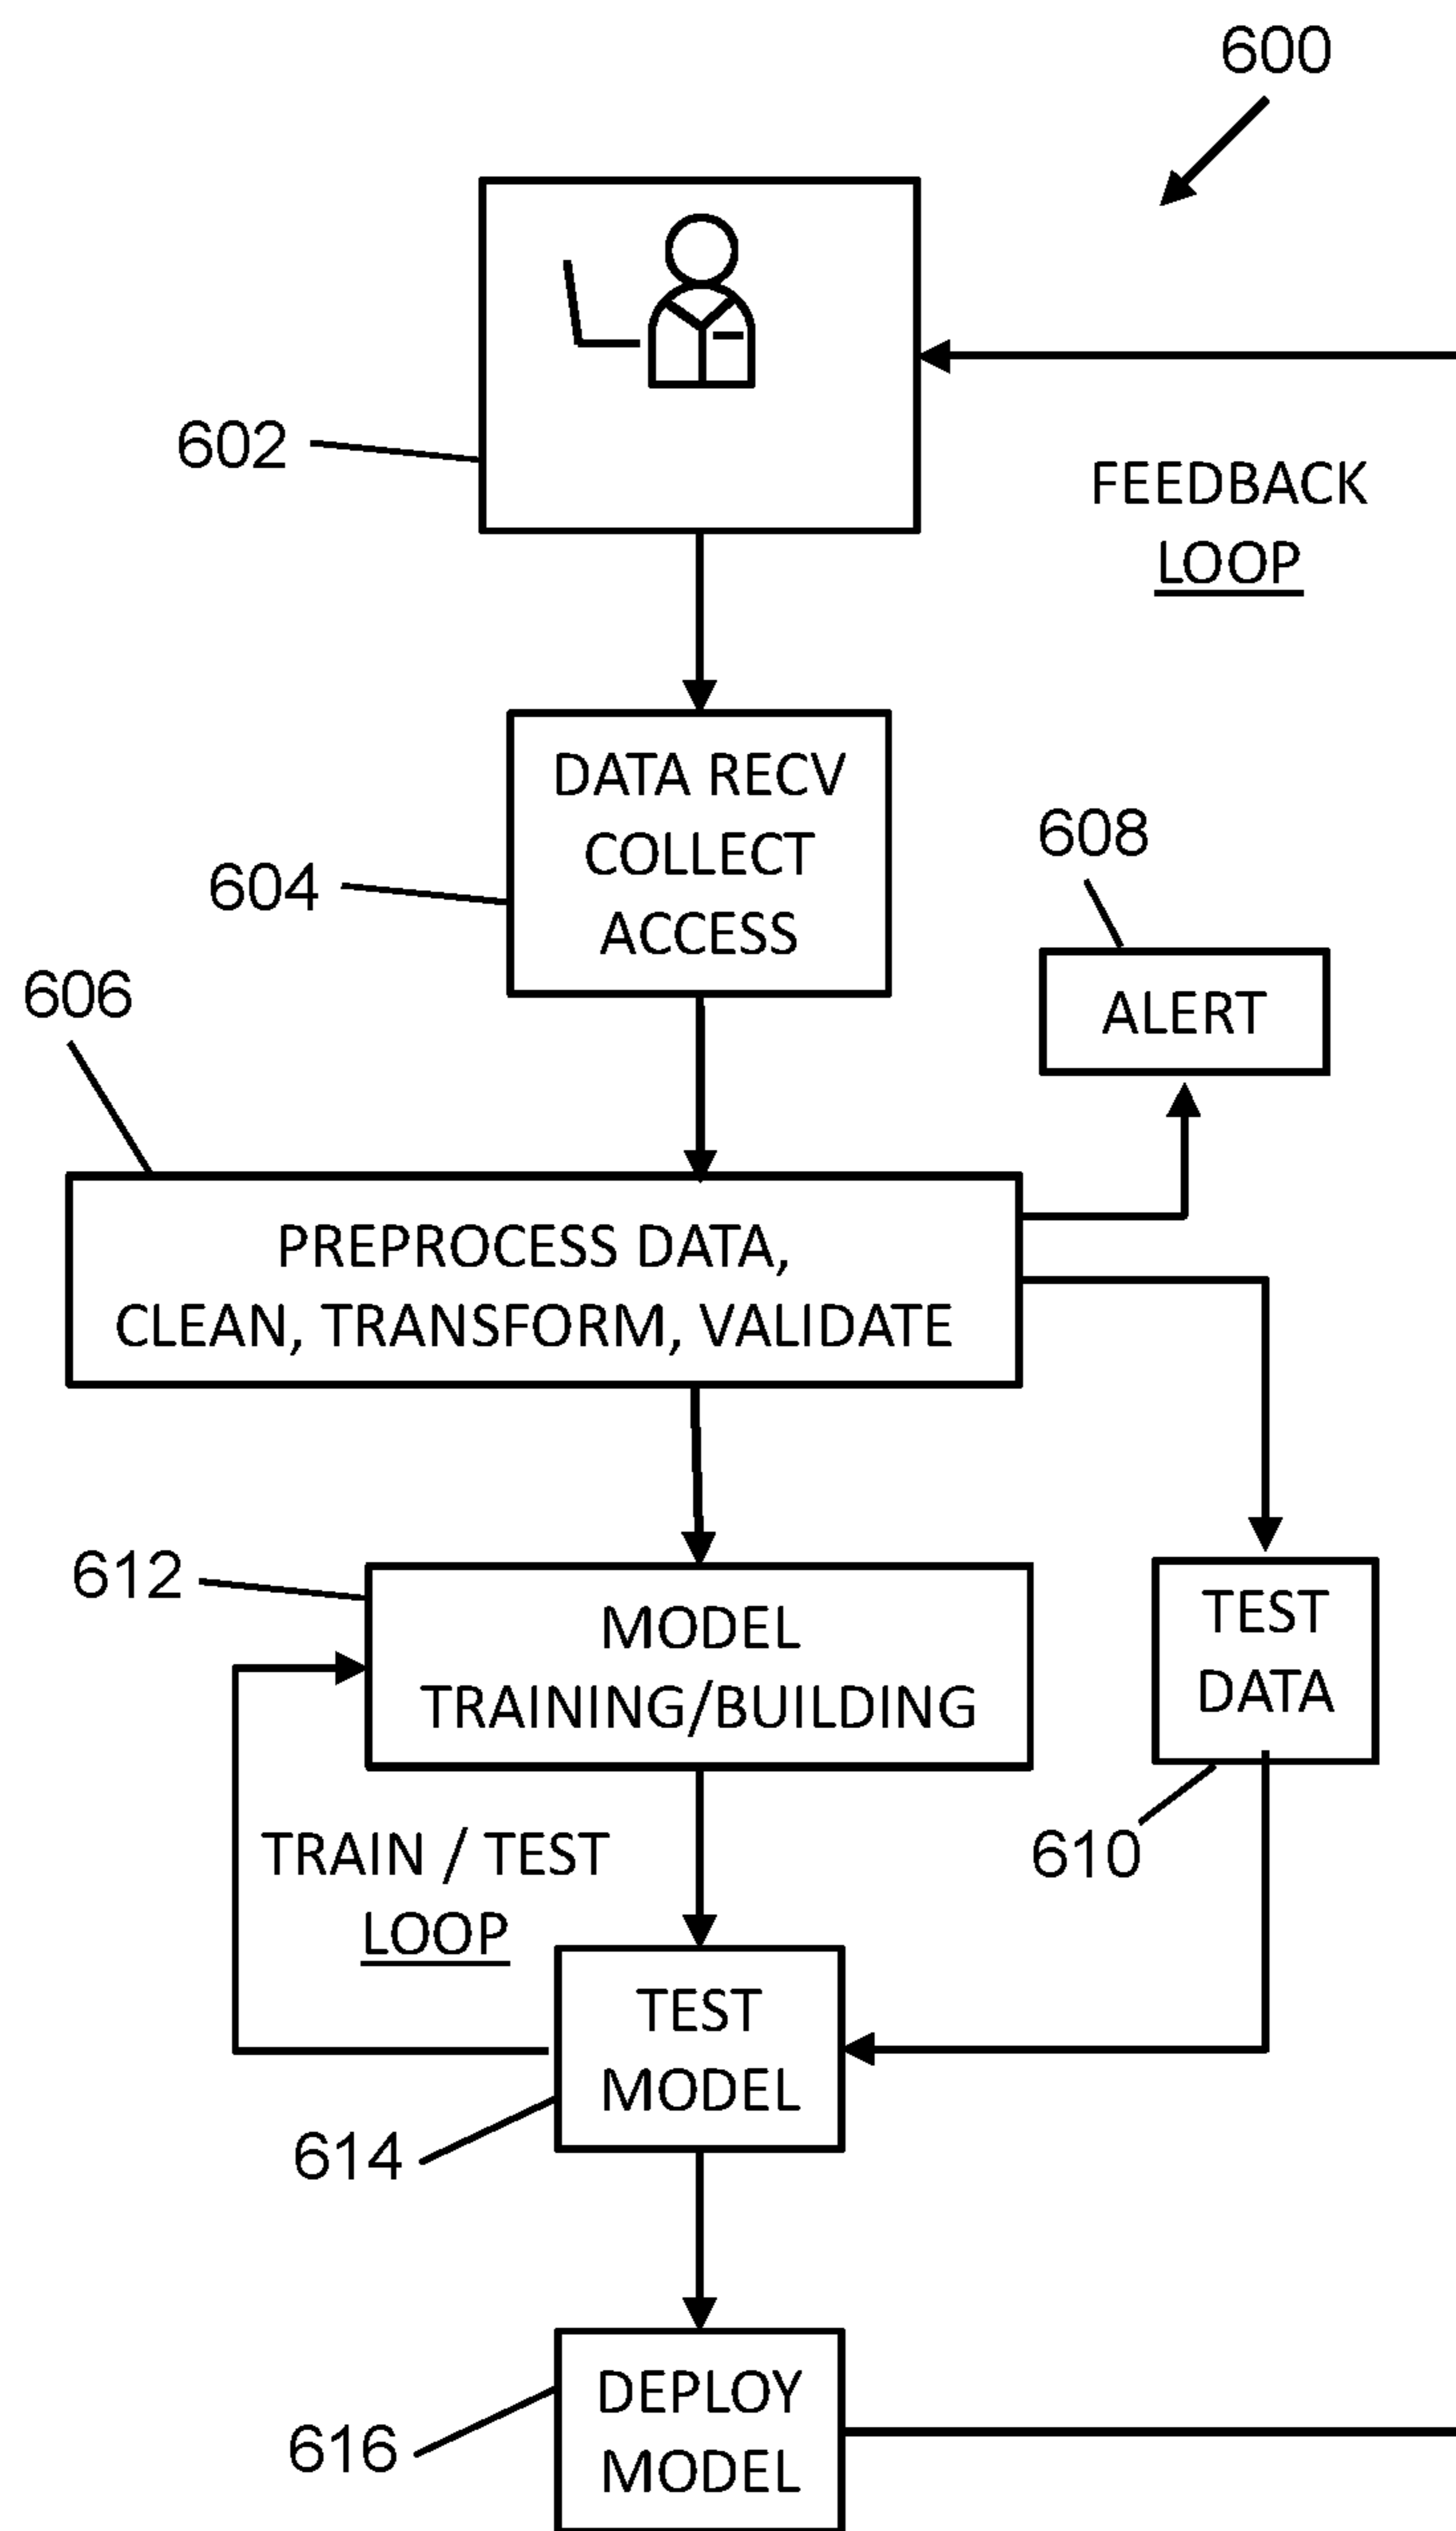 600
602
FEEDBACK
LOOP
DATA RECV
COLLECT
ACCESS
604
608
ALERT
606
PREPROCESS DATA,
CLEAN, TRANSFORM, VALIDATE
612
MODEL
TRAINING/BUILDING
TEST
DATA
610
TRAIN / TEST
LOOP
TEST
MODEL
614
DEPLOY
MODEL
616